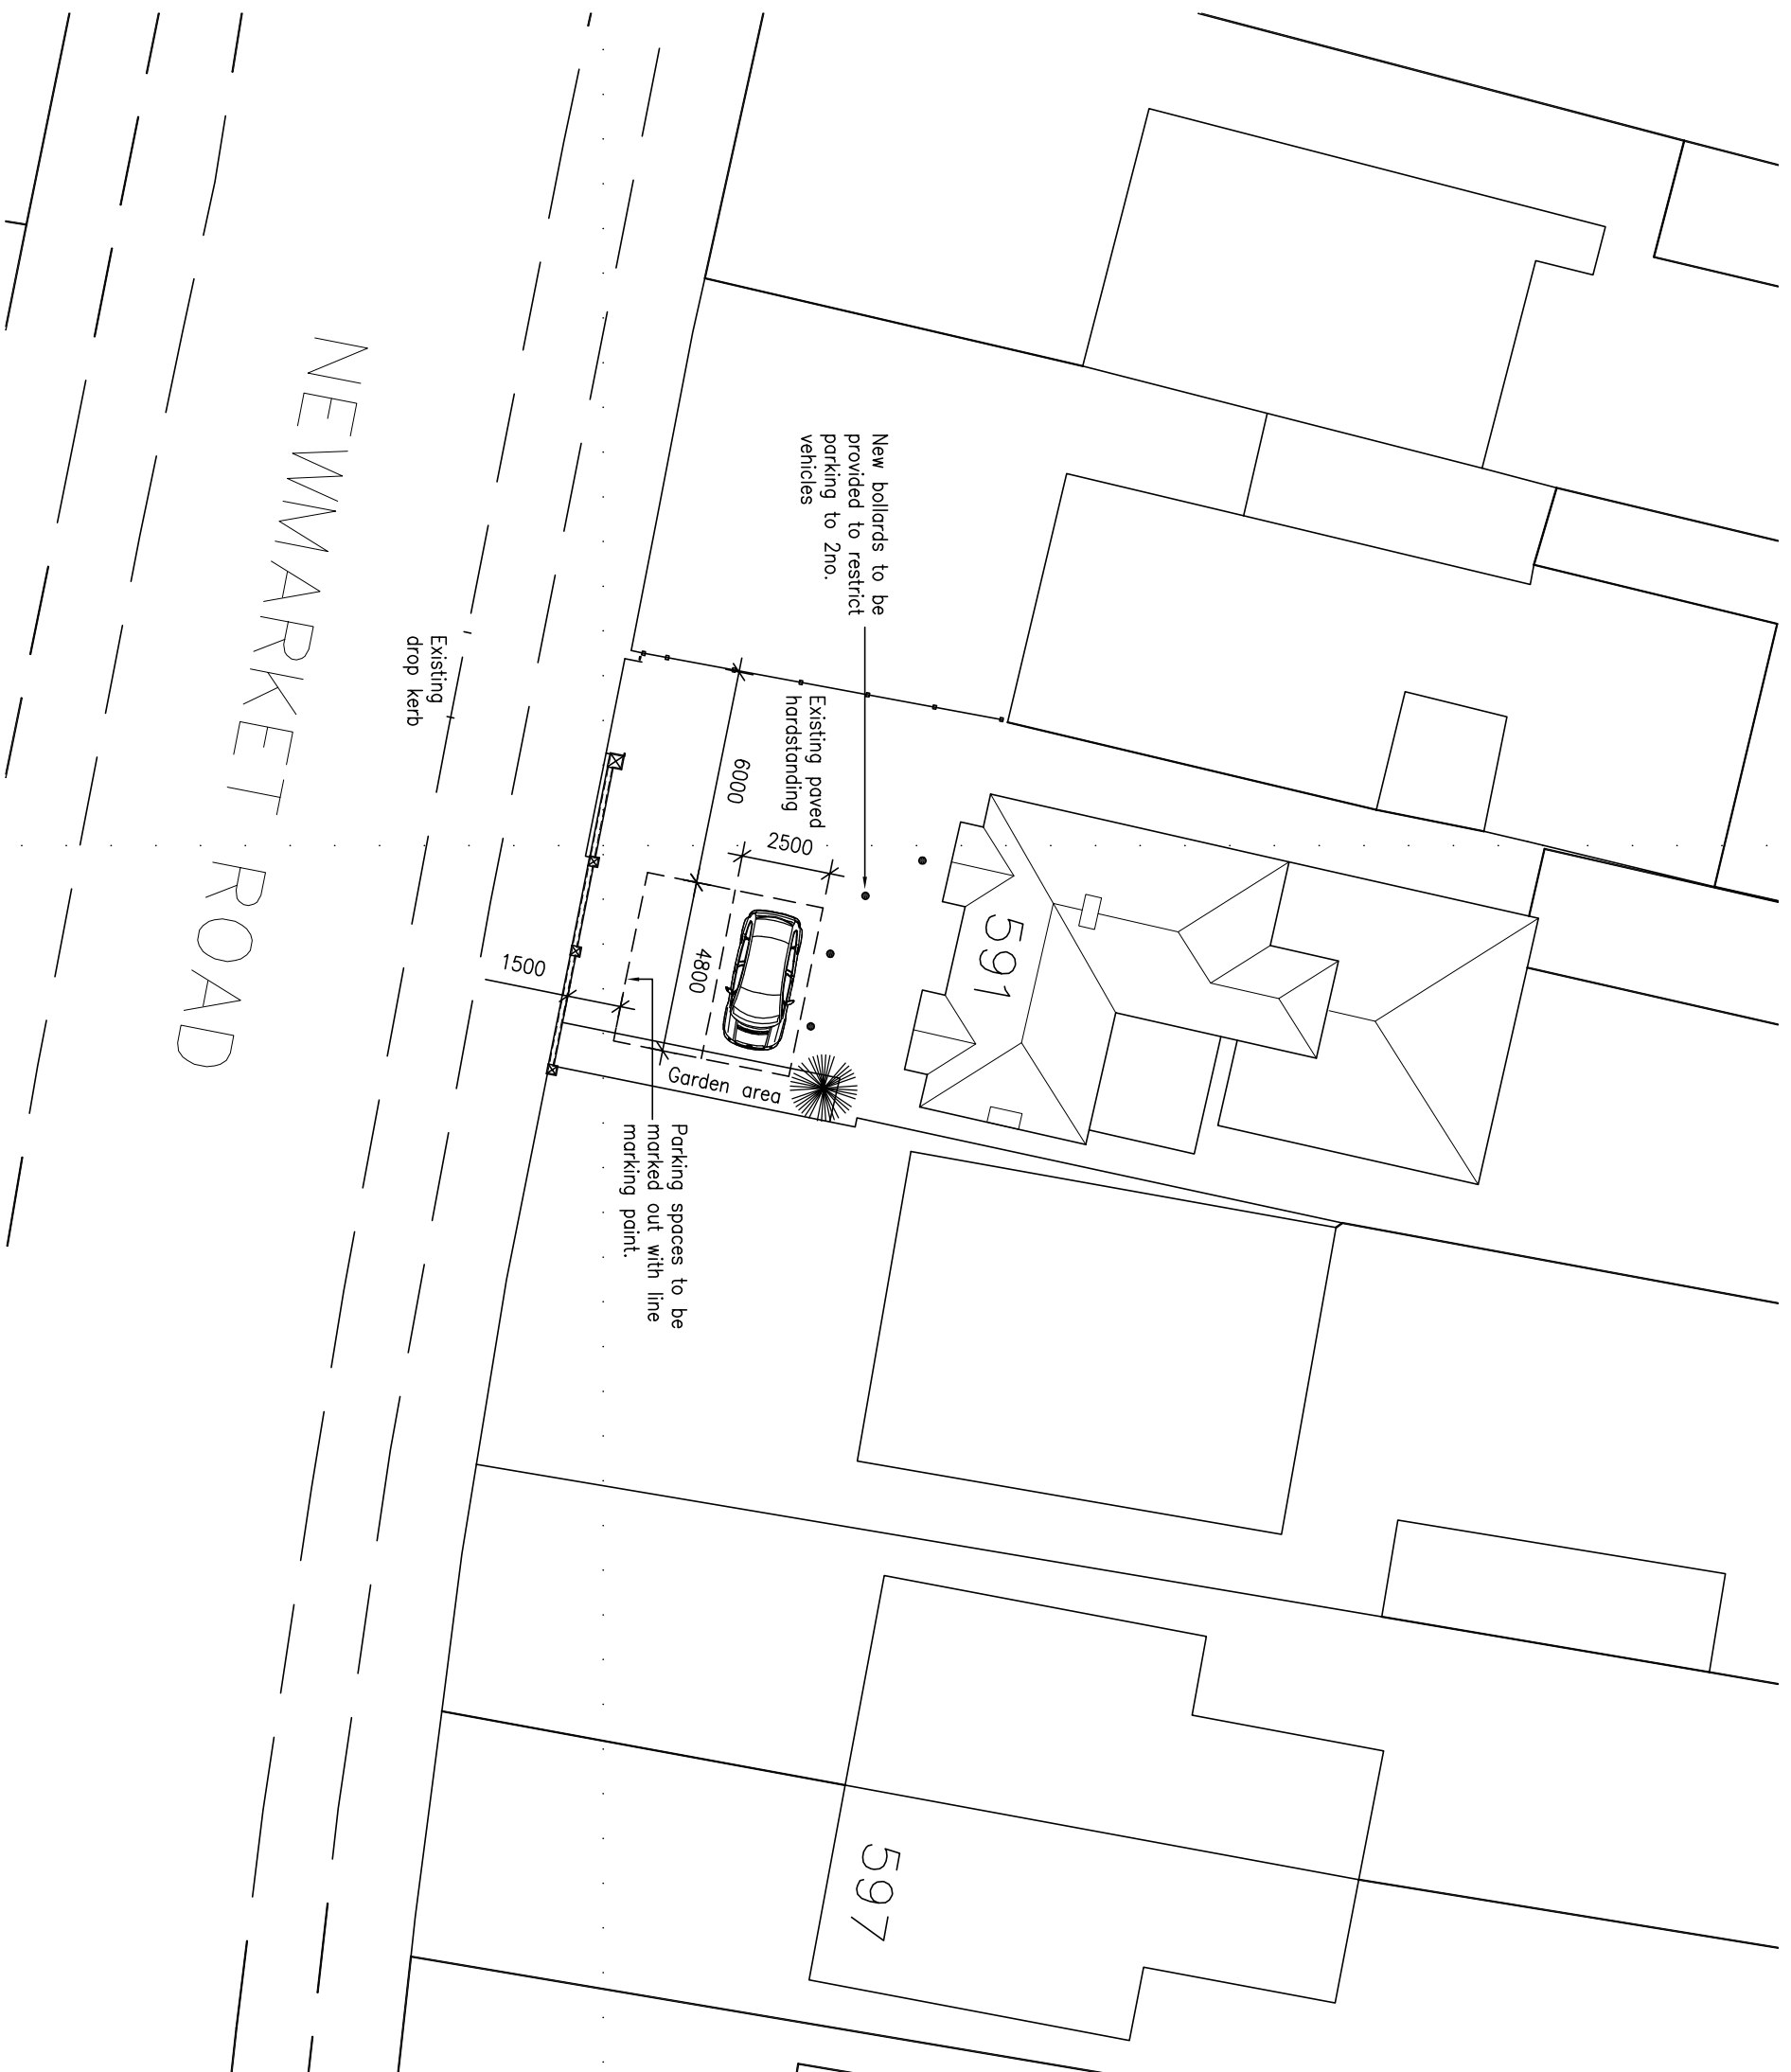 New bollards to be
provided to restrict
parking to 2no.
vehicles
Existing paved
hardstanding
6000
2500
4800
1500
591
Garden area
Parking spaces to be
marked out with line
marking paint.
Existing
drop kerb
NEWMARKET ROAD
597